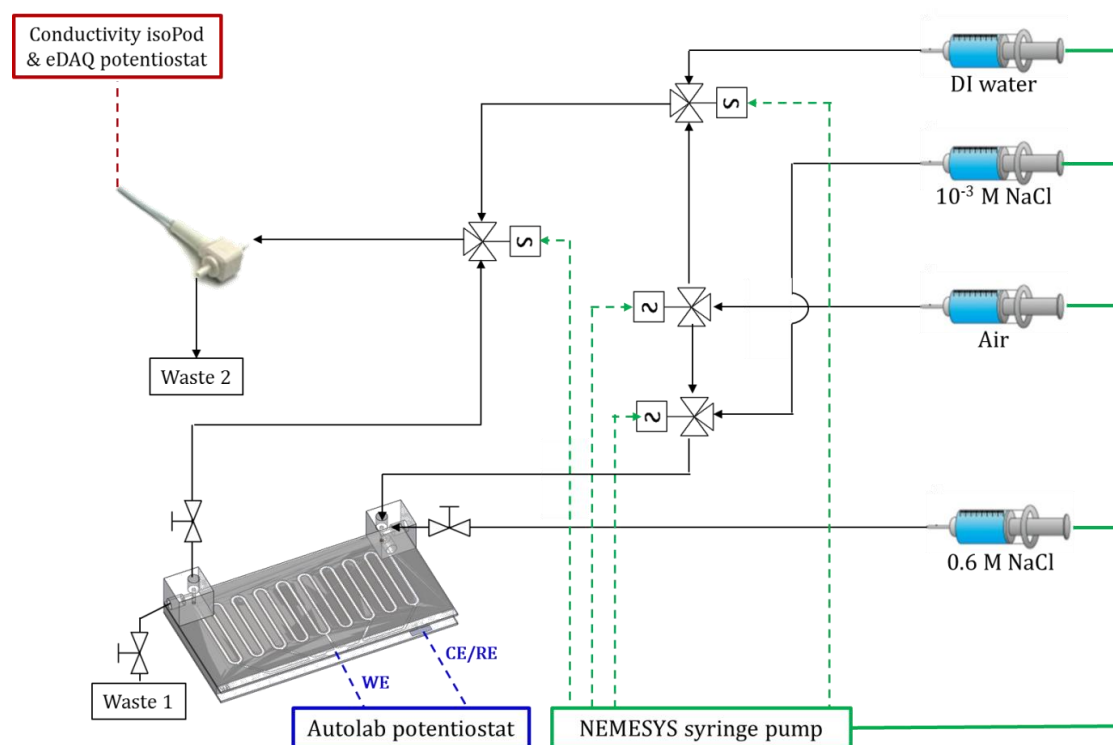 Conductivity isoPod
& eDAQ potentiostat
DI water
S
10⁻³ M NaCl
S
S
Air
Waste 2
S
0.6 M NaCl
CE/RE
WE
Waste 1
Autolab potentiostat
NEMESYS syringe pump